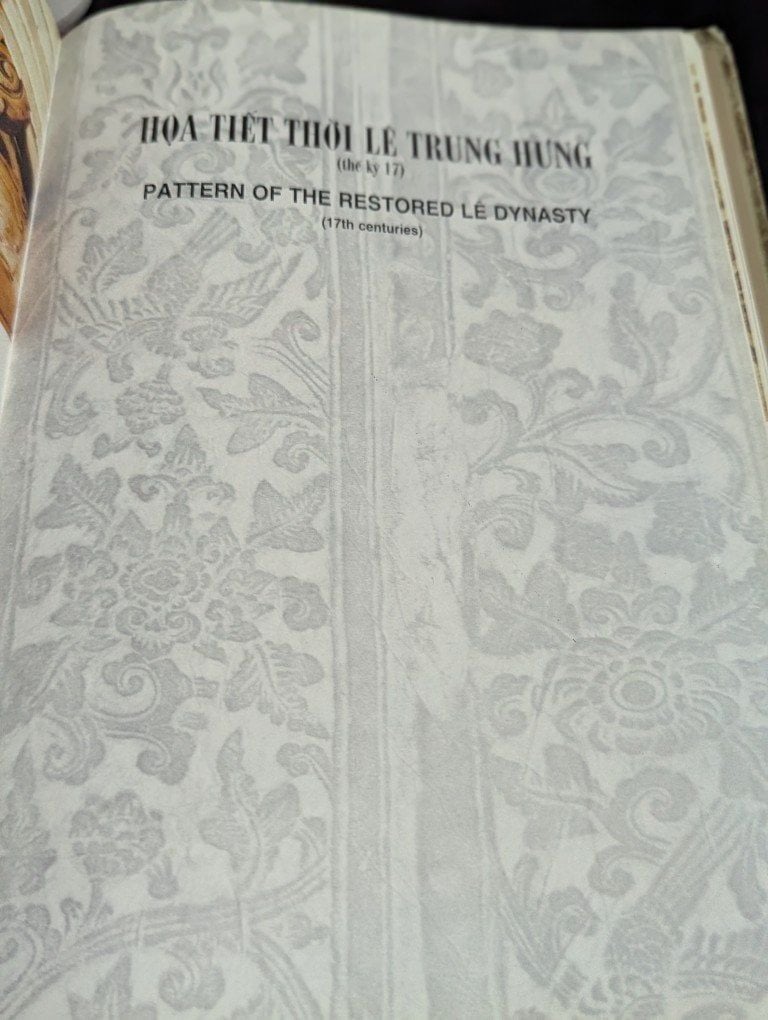 HỌA TIẾT THỜI LÊ TRUNG HƯNG
(thế kỷ 17)
PATTERN OF THE RESTORED LÊ DYNASTY
(17th centuries)